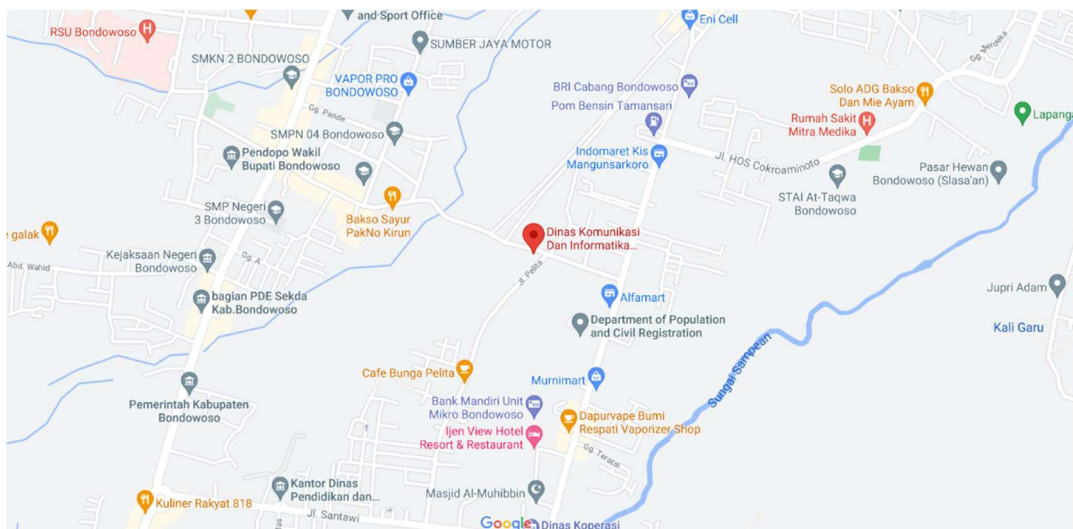 and Sport Office
RSU Bondowoso
SUMBER JAYA MOTOR
Eni Cell
SMKN 2 BONDOWOSO
VAPOR PRO
BONDOWOSO
BRI Cabang Bondowoso
Pom Bensin Tamansari
Gg. Merdeka
Solo ADG Bakso
Dan Mie Ayam
Gg. Pande
SMPN 04 Bondowoso
Rumah Sakit
Mitra Medika
Lapanga
Pendopo Wakil
Bupati Bondowoso
Indomaret Kis
Mangunsarkoro
Jl. HOS Cokroaminoto
Pasar Hewan
Bondowoso (Slasa'an)
STAI At-Taqwa
Bondowoso
SMP Negeri
3 Bondowoso
Bakso Sayur
PakNo Kirun
e galak
Dinas Komunikasi
Dan Informatika...
Abd. Wahid
Kejaksaan Negeri
Bondowoso
Gg. A
Jl. Pelita
bagian PDE Sekda
Kab.Bondowoso
Alfamart
Jupri Adam
Department of Population
and Civil Registration
Kali Garu
Sungai Sampean
Cafe Bunga Pelita
Murnimart
Pemerintah Kabupaten
Bondowoso
Bank Mandiri Unit
Mikro Bondowoso
Dapurvape Bumi
Respati Vaporizer Shop
Ijen View Hotel
Resort & Restaurant
Gg. Teratai
Kantor Dinas
Pendidikan dan...
Masjid Al-Muhibbin
Kuliner Rakyat 818
Jl. Santawi
Google
Dinas Koperasi